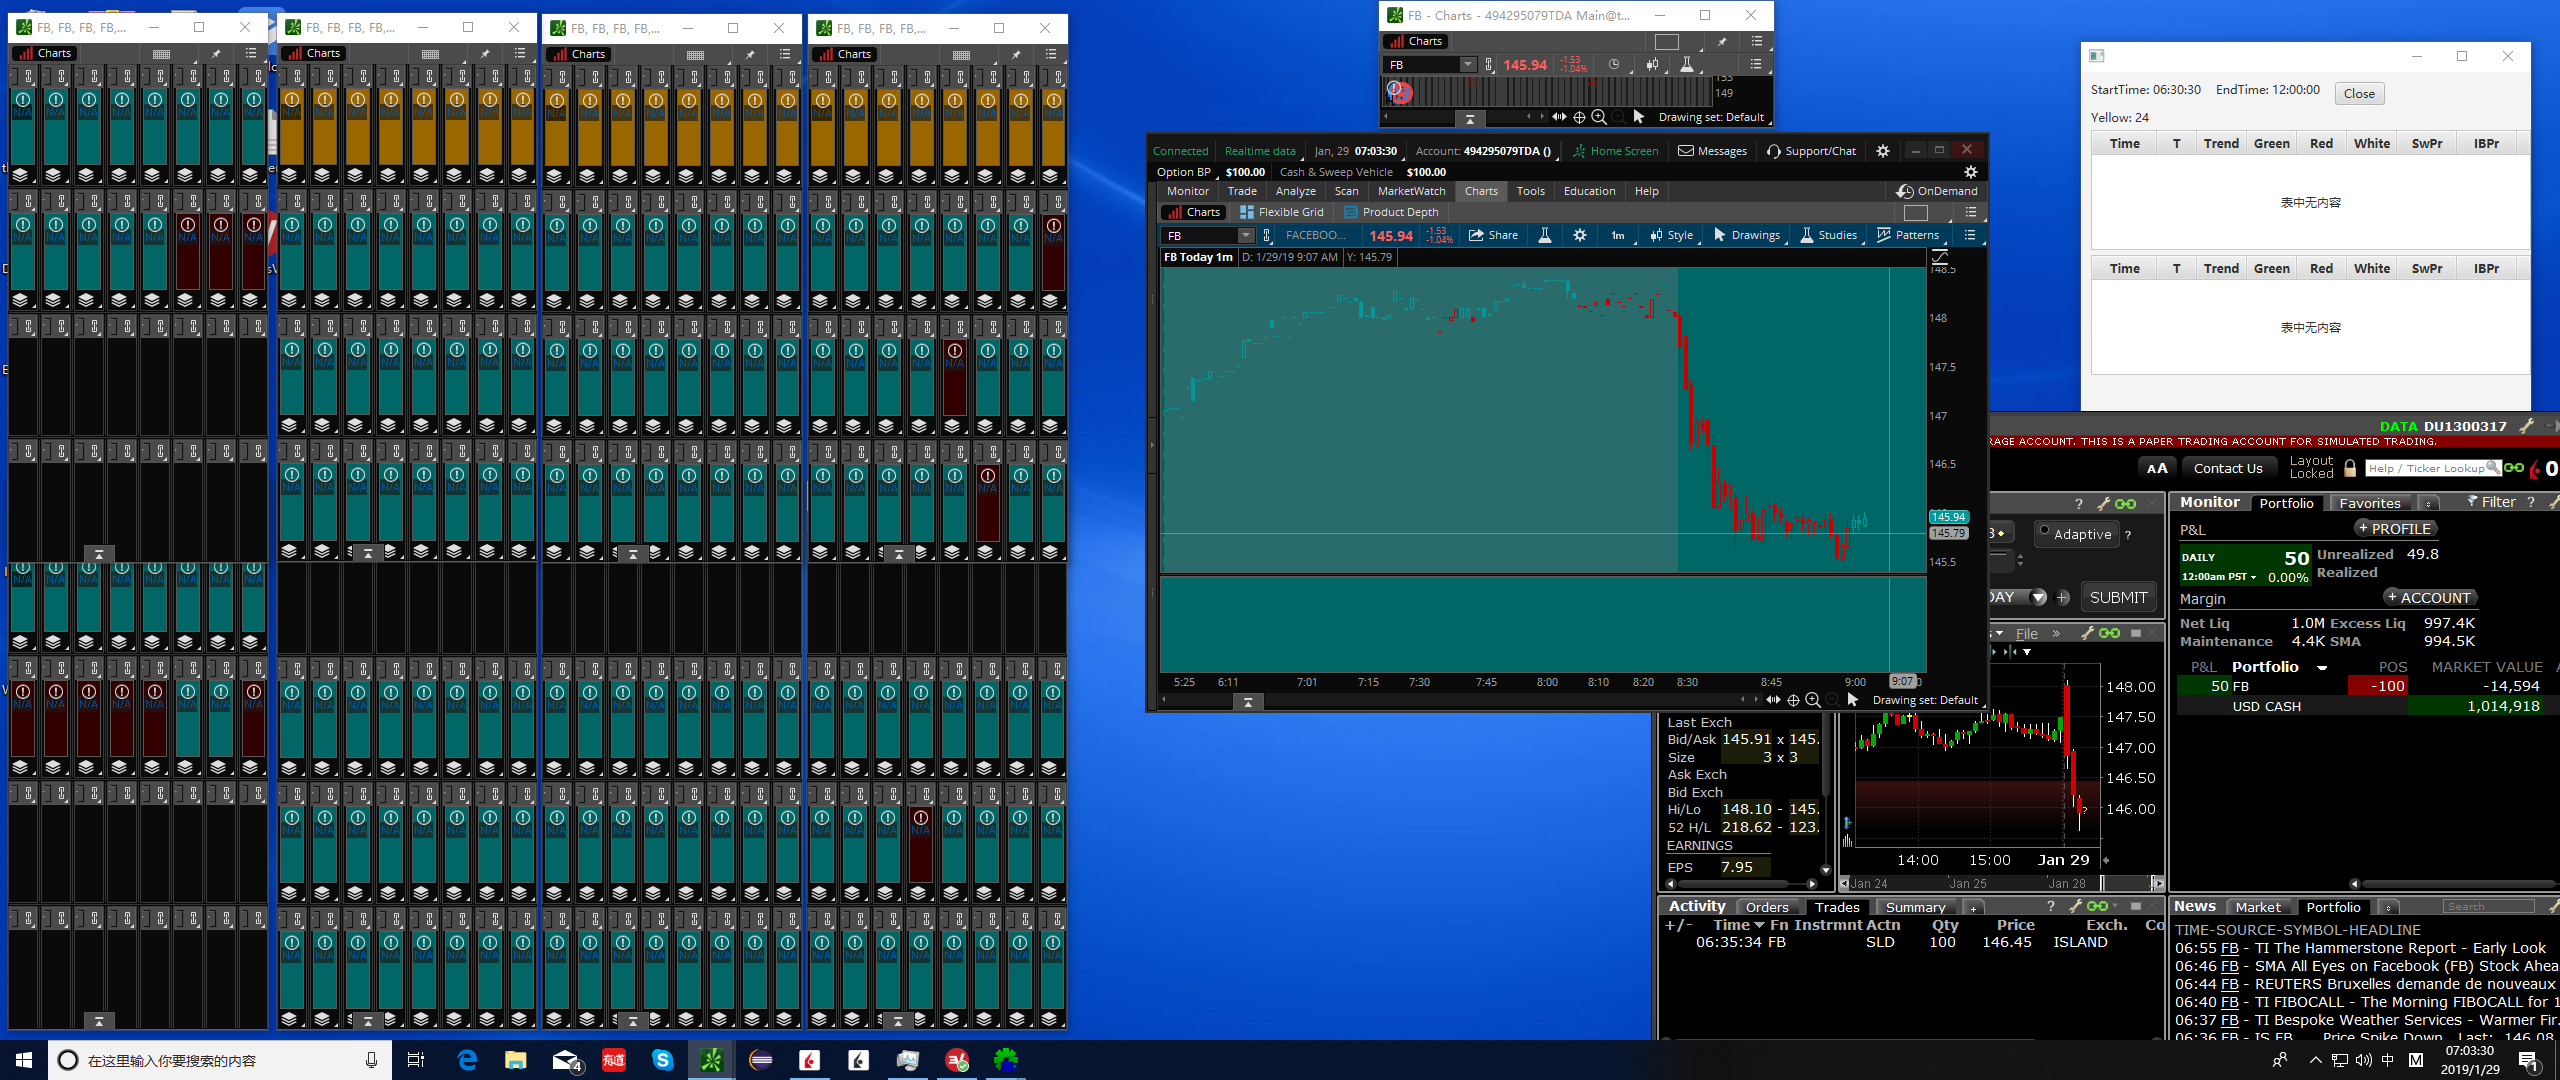 FB, FB, FB, FB,...
FB, FB, FB, FB,...
FB, FB, FB, FB,...
FB, FB, FB, FB,...
Charts
Charts
Charts
Charts
FB - Charts - 494295079TDA Main@t...
Charts
FB
145.94
-1.53
-1.04%
153
149
Drawing set: Default
Connected
Realtime data
Jan, 29 07:03:30
Account: 494295079TDA ()
Home Screen
Messages
Support/Chat
Option BP
$100.00
Cash & Sweep Vehicle
$100.00
Monitor
Trade
Analyze
Scan
MarketWatch
Charts
Tools
Education
Help
OnDemand
Charts
Flexible Grid
Product Depth
FB
FACEBOO...
145.94
-1.53
-1.04%
Share
1m
Style
Drawings
Studies
Patterns
FB Today 1m
D: 1/29/19 9:07 AM
Y: 145.79
148.5
148
147.5
147
146.5
145.94
145.79
145.5
5:25
6:11
7:01
7:15
7:30
7:45
8:00
8:10
8:20
8:30
8:45
9:00
9:07
Drawing set: Default
StartTime: 06:30:30
EndTime: 12:00:00
Close
Yellow: 24
Time T Trend Green Red White SwPr IBPr
表中无内容
Time T Trend Green Red White SwPr IBPr
表中无内容
DATA DU1300317
RAGE ACCOUNT. THIS IS A PAPER TRADING ACCOUNT FOR SIMULATED TRADING.
AA
Contact Us
Layout
Locked
Help / Ticker Lookup
Adaptive
?
DAY
SUBMIT
File
Monitor
Portfolio
Favorites
Filter
?
P&L
+ PROFILE
DAILY
50
12:00am PST
0.00%
Unrealized 49.8
Realized
Margin
+ ACCOUNT
Net Liq 1.0M Excess Liq 997.4K
Maintenance 4.4K SMA 994.5K
P&L Portfolio POS MARKET VALUE
50 FB -100 -14,594
USD CASH 1,014,918
Last Exch
Bid/Ask 145.91 x 145.
Size 3 x 3
Ask Exch
Bid Exch
Hi/Lo 148.10 - 145.
52 H/L 218.62 - 123.
EARNINGS
EPS 7.95
148.00
147.50
147.00
146.50
146.00
14:00
15:00
Jan 29
Jan 24
Jan 25
Jan 28
Activity
Orders
Trades
Summary
+
?
+/- Time Fn Instrmnt Actn Qty Price Exch. Co
06:35:34 FB SLD 100 146.45 ISLAND
News
Market
Portfolio
Search
TIME-SOURCE-SYMBOL-HEADLINE
06:55 FB - TI The Hammerstone Report - Early Look
06:46 FB - SMA All Eyes on Facebook (FB) Stock Ahea
06:44 FB - REUTERS Bruxelles demande de nouveaux
06:40 FB - TI FIBOCALL - The Morning FIBOCALL for 1
06:37 FB - TI Bespoke Weather Services - Warmer Fir.
06:36 FB - IS FB Price Spike Down Last: 146.08
在这里输入你要搜索的内容
4
有道
中
M
07:03:30
2019/1/29
1